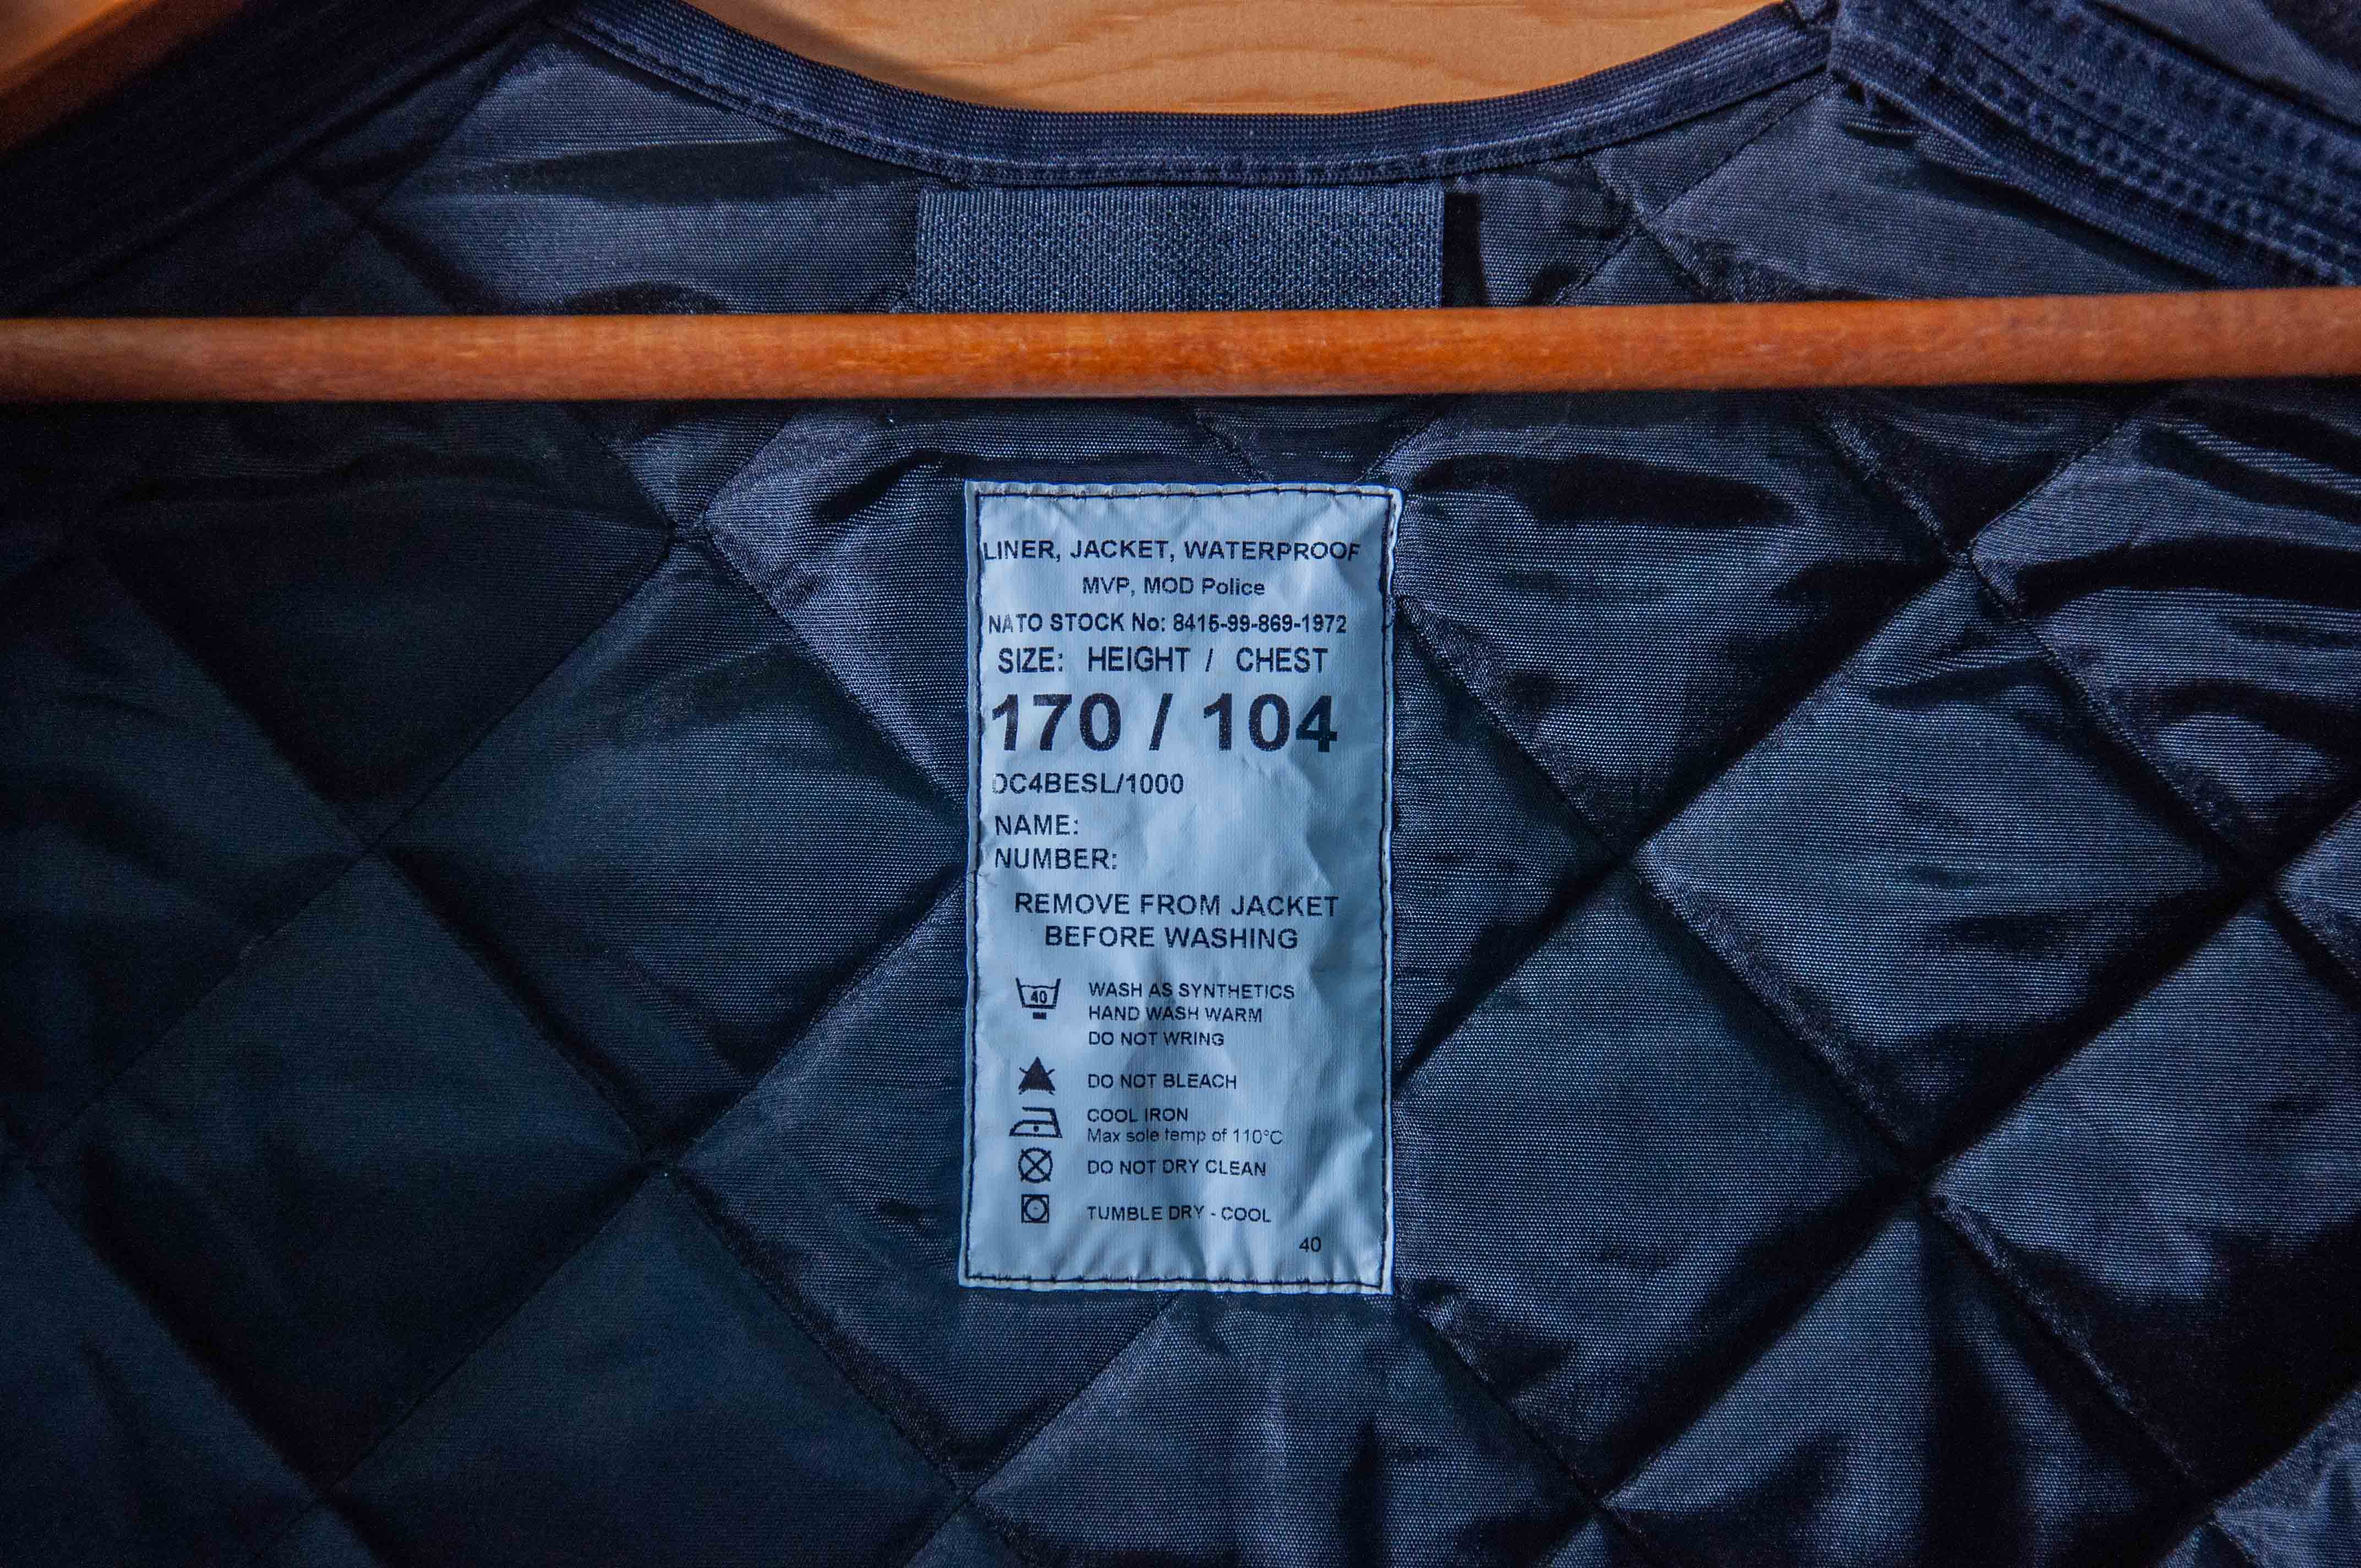 LINER, JACKET, WATERPROOF
MVP, MOD Police
NATO STOCK No: 8415-99-869-1972
SIZE: HEIGHT / CHEST
170 / 104
DC4BESL/1000
NAME:
NUMBER:
REMOVE FROM JACKET
BEFORE WASHING
40 WASH AS SYNTHETICS
HAND WASH WARM
DO NOT WRING
DO NOT BLEACH
COOL IRON
Max sole temp of 110°C
DO NOT DRY CLEAN
TUMBLE DRY - COOL
40